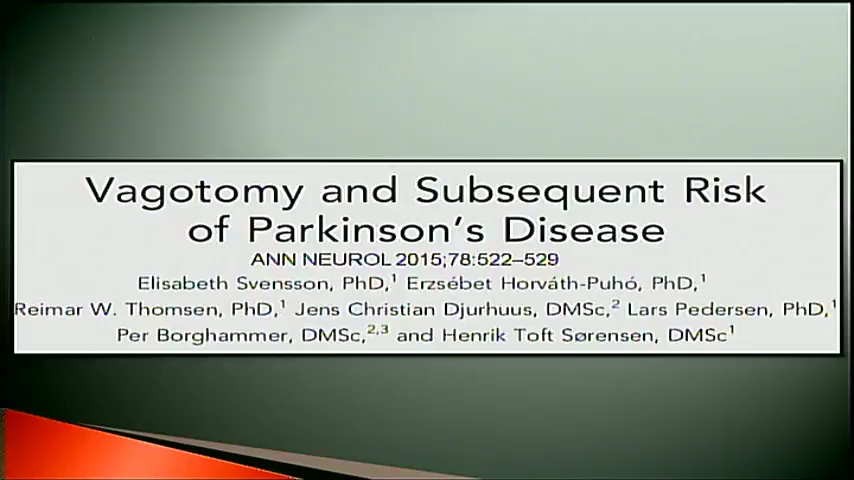 Vagotomy and Subsequent Risk
of Parkinson's Disease
ANN NEUROL 2015;78:522–529
Elisabeth Svensson, PhD,¹ Erzsébet Horváth-Puhó, PhD,¹
Reimar W. Thomsen, PhD,¹ Jens Christian Djurhuus, DMSc,² Lars Pedersen, PhD,¹
Per Borghammer, DMSc,²,³ and Henrik Toft Sørensen, DMSc¹